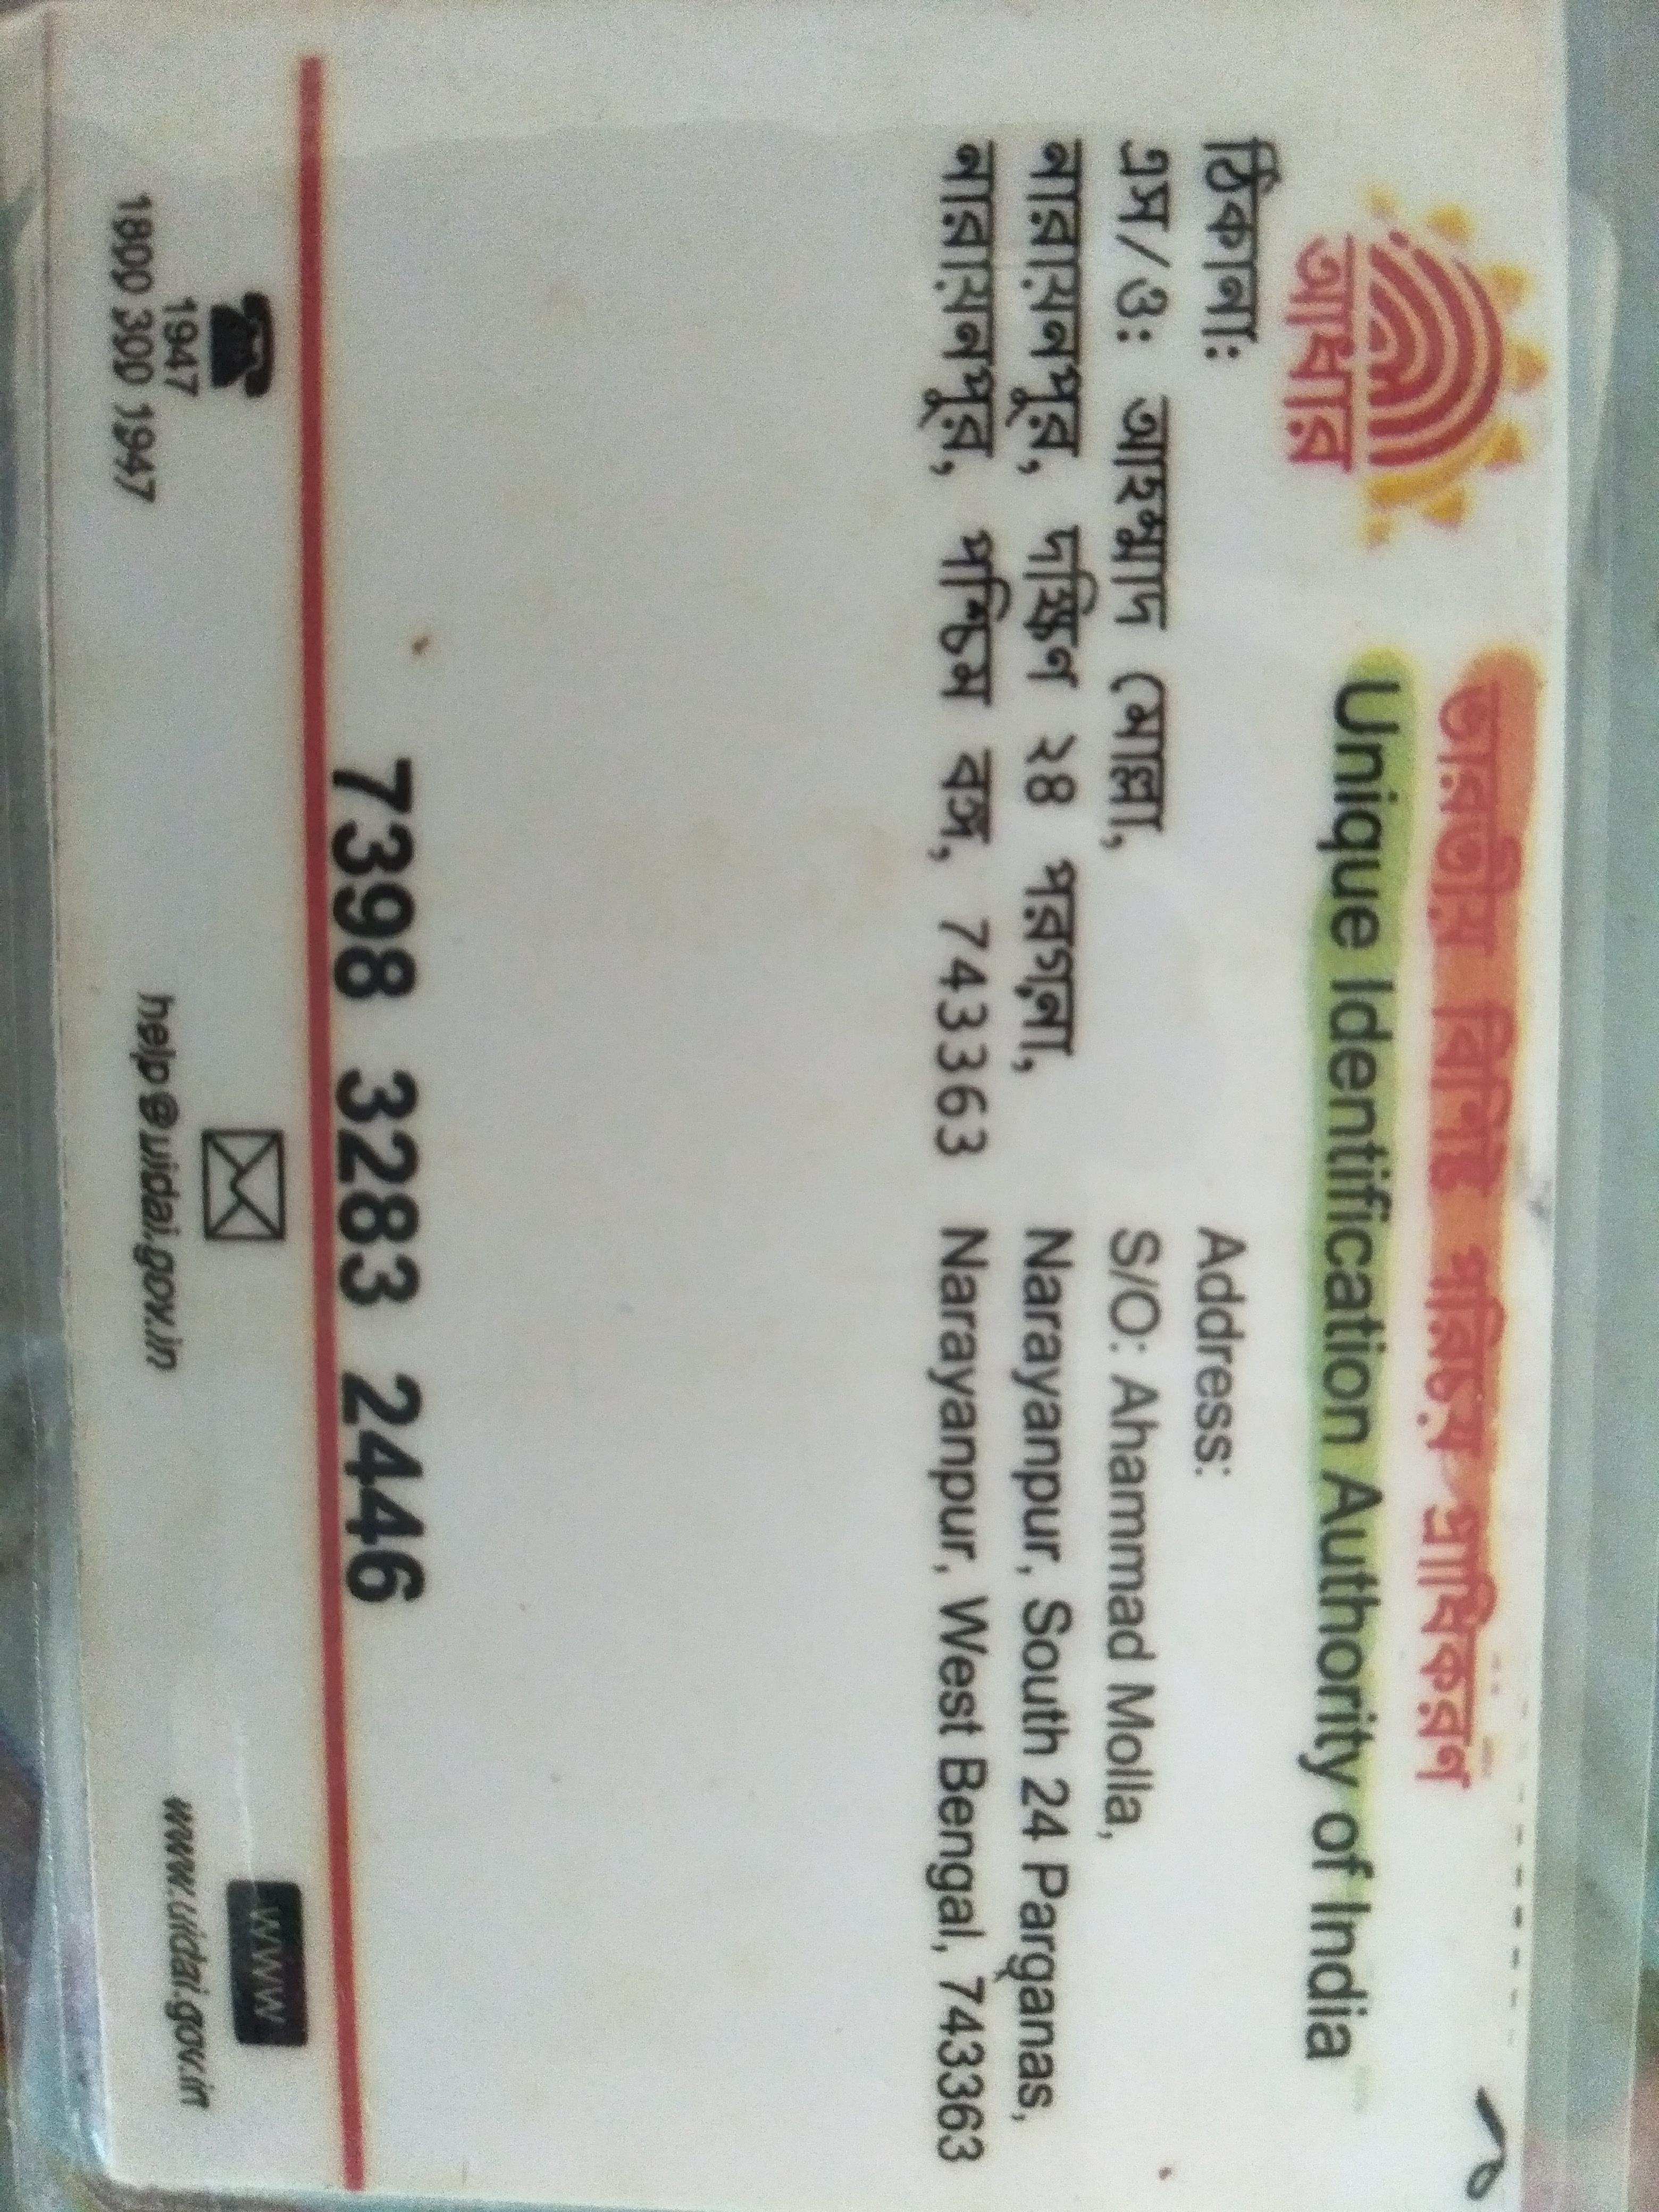 ভারতীয় বিশিষ্ট পরিচয় প্রাধিকরণ
Unique Identification Authority of India
আধার
ঠিকানা:
এস/ও: আহম্মাদ মোল্লা,
নারায়নপুর, দক্ষিণ ২৪ পরগনা,
নারায়নপুর, পশ্চিম বঙ্গ, 743363
Address:
S/O: Ahammad Molla,
Narayanpur, South 24 Parganas,
Narayanpur, West Bengal, 743363
7398 3283 2446
1947
1800 300 1947
help@uidai.gov.in
WWW
www.uidai.gov.in